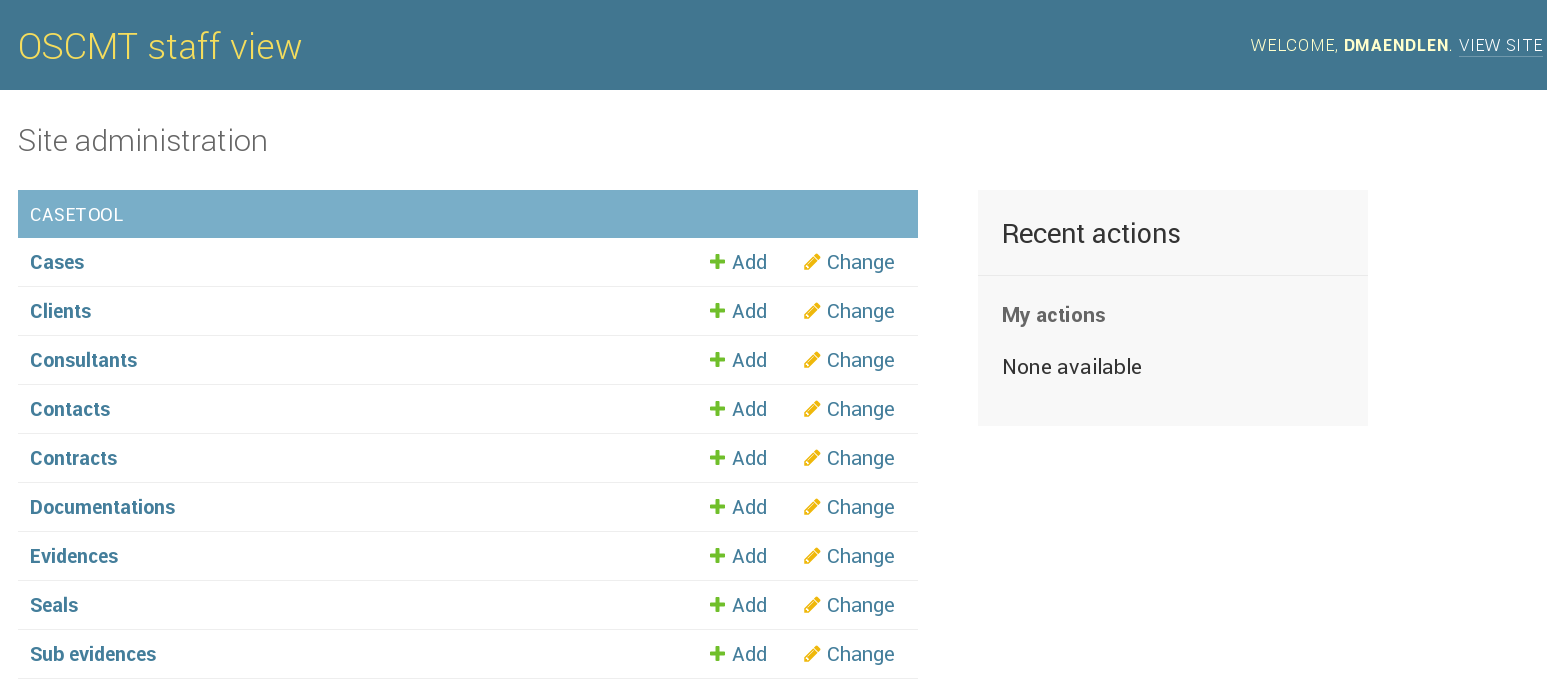 OSCMT staff view
WELCOME, DMAENDLEN. VIEW SITE
Site administration
CASETOOL
Cases Add Change
Clients Add Change
Consultants Add Change
Contacts Add Change
Contracts Add Change
Documentations Add Change
Evidences Add Change
Seals Add Change
Sub evidences Add Change
Recent actions
My actions
None available